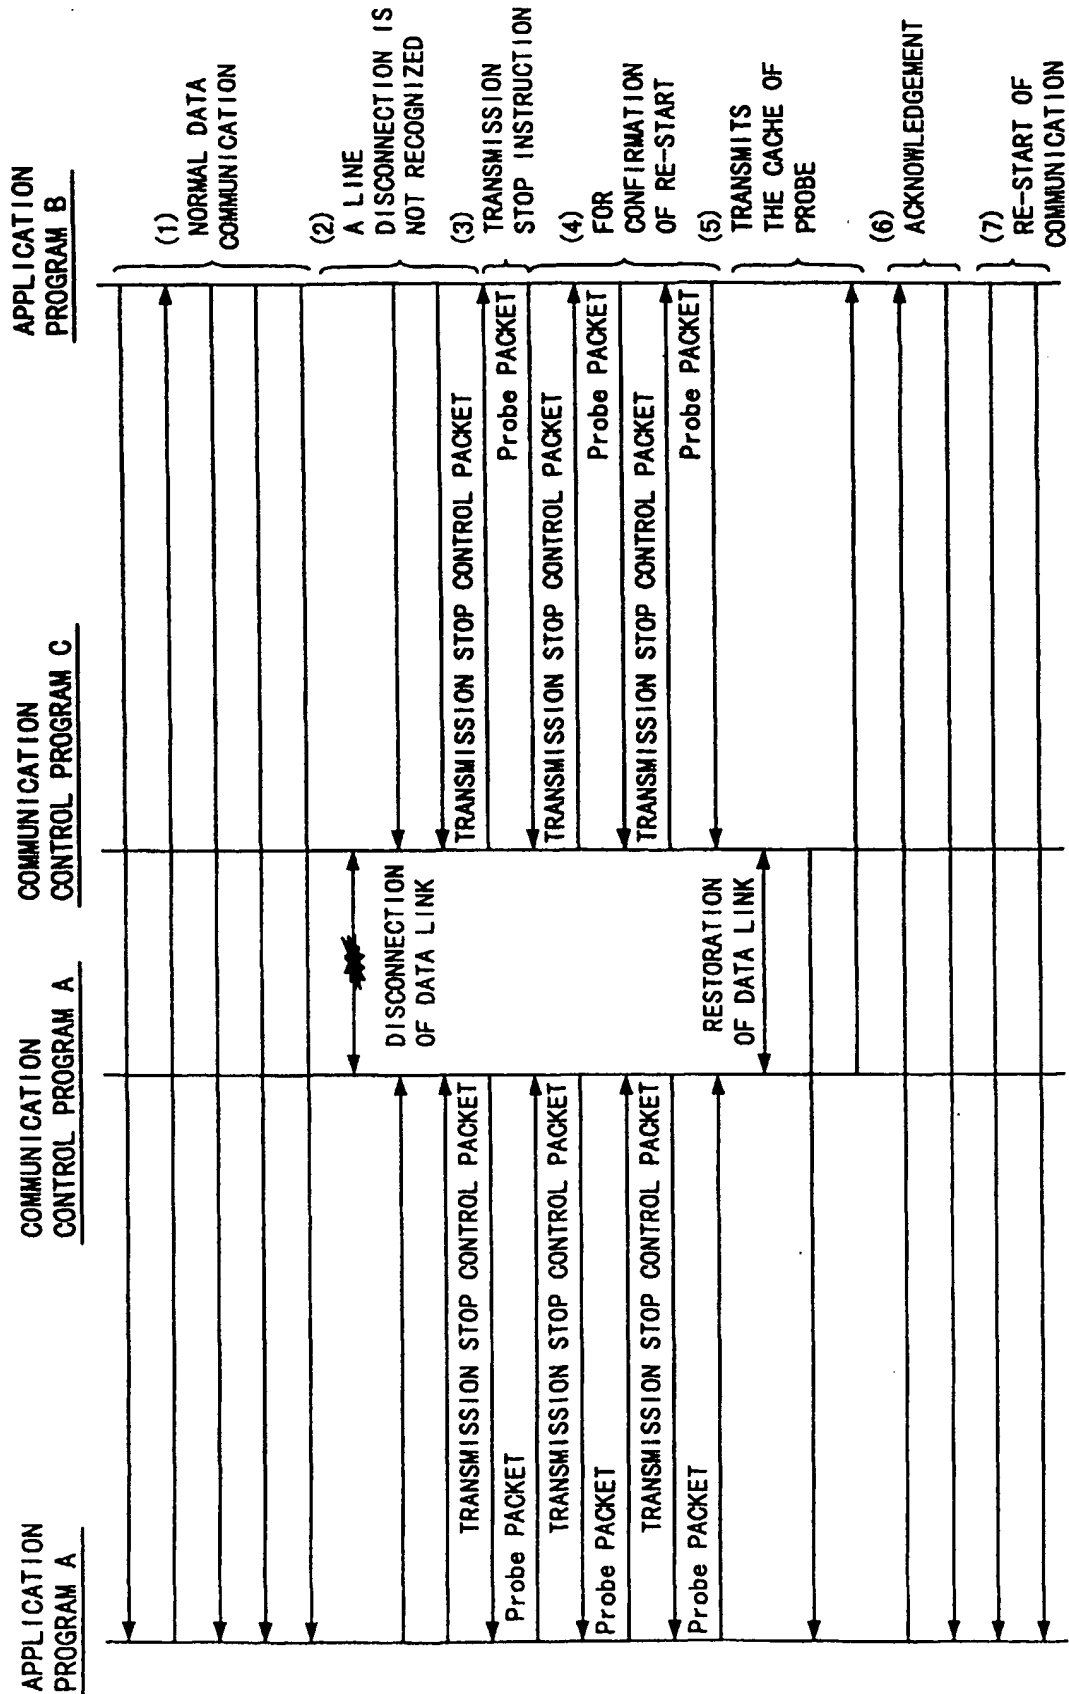 APPLICATION
PROGRAM A
COMMUNICATION
CONTROL PROGRAM A
COMMUNICATION
CONTROL PROGRAM C
APPLICATION
PROGRAM B
(1)
NORMAL DATA
COMMUNICATION
(2)
A LINE
DISCONNECTION IS
NOT RECOGNIZED
DISCONNECTION
OF DATA LINK
(3)
TRANSMISSION
STOP INSTRUCTION
TRANSMISSION STOP CONTROL PACKET
TRANSMISSION STOP CONTROL PACKET
Probe PACKET
Probe PACKET
(4)
FOR
CONFIRMATION
OF RE-START
TRANSMISSION STOP CONTROL PACKET
TRANSMISSION STOP CONTROL PACKET
Probe PACKET
Probe PACKET
TRANSMISSION STOP CONTROL PACKET
TRANSMISSION STOP CONTROL PACKET
Probe PACKET
Probe PACKET
RESTORATION
OF DATA LINK
(5)
TRANSMITS
THE CACHE OF
PROBE
(6)
ACKNOWLEDGEMENT
(7)
RE-START OF
COMMUNICATION